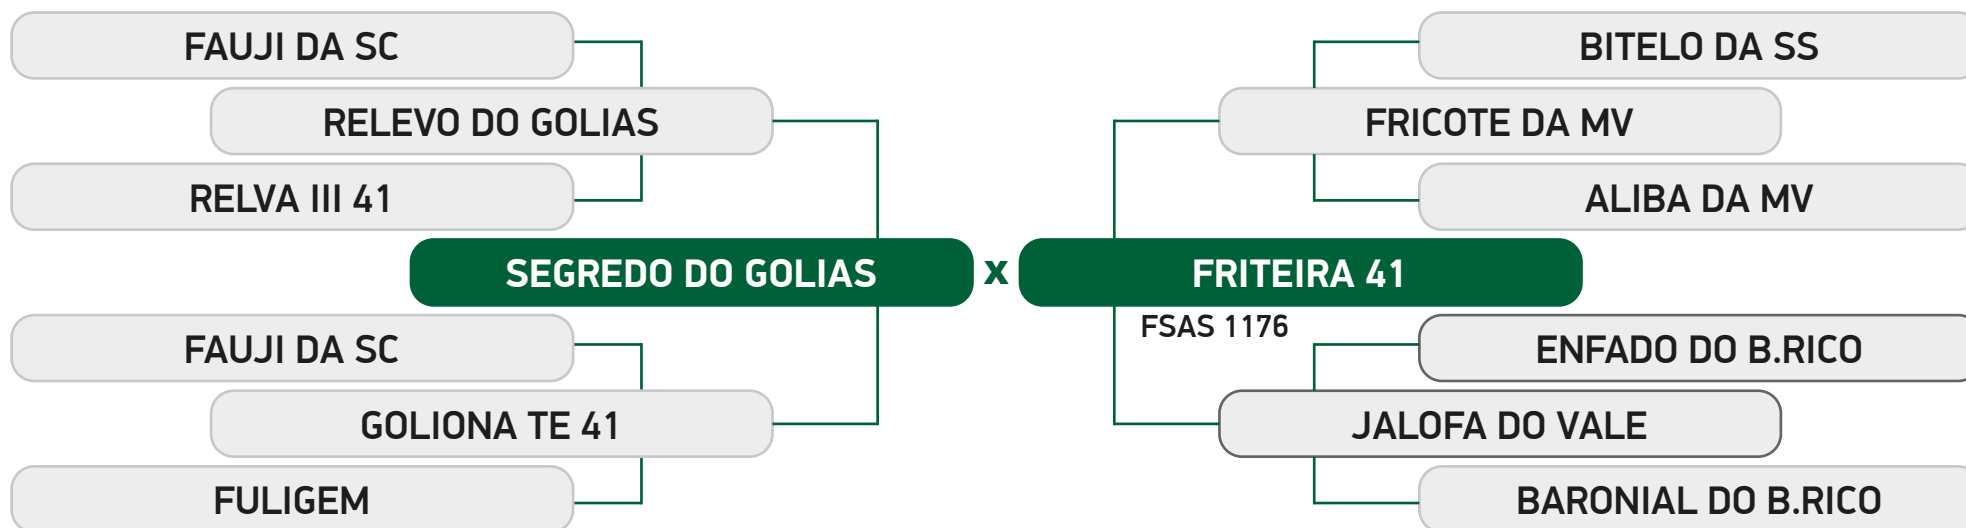 FAUJI DA SC
RELEVO DO GOLIAS
RELVA III 41
SEGREDO DO GOLIAS
FAUJI DA SC
GOLIONA TE 41
FULIGEM
x
BITELO DA SS
FRICOTE DA MV
ALIBA DA MV
FRITEIRA 41
FSAS 1176
ENFADO DO B.RICO
JALOFA DO VALE
BARONIAL DO B.RICO